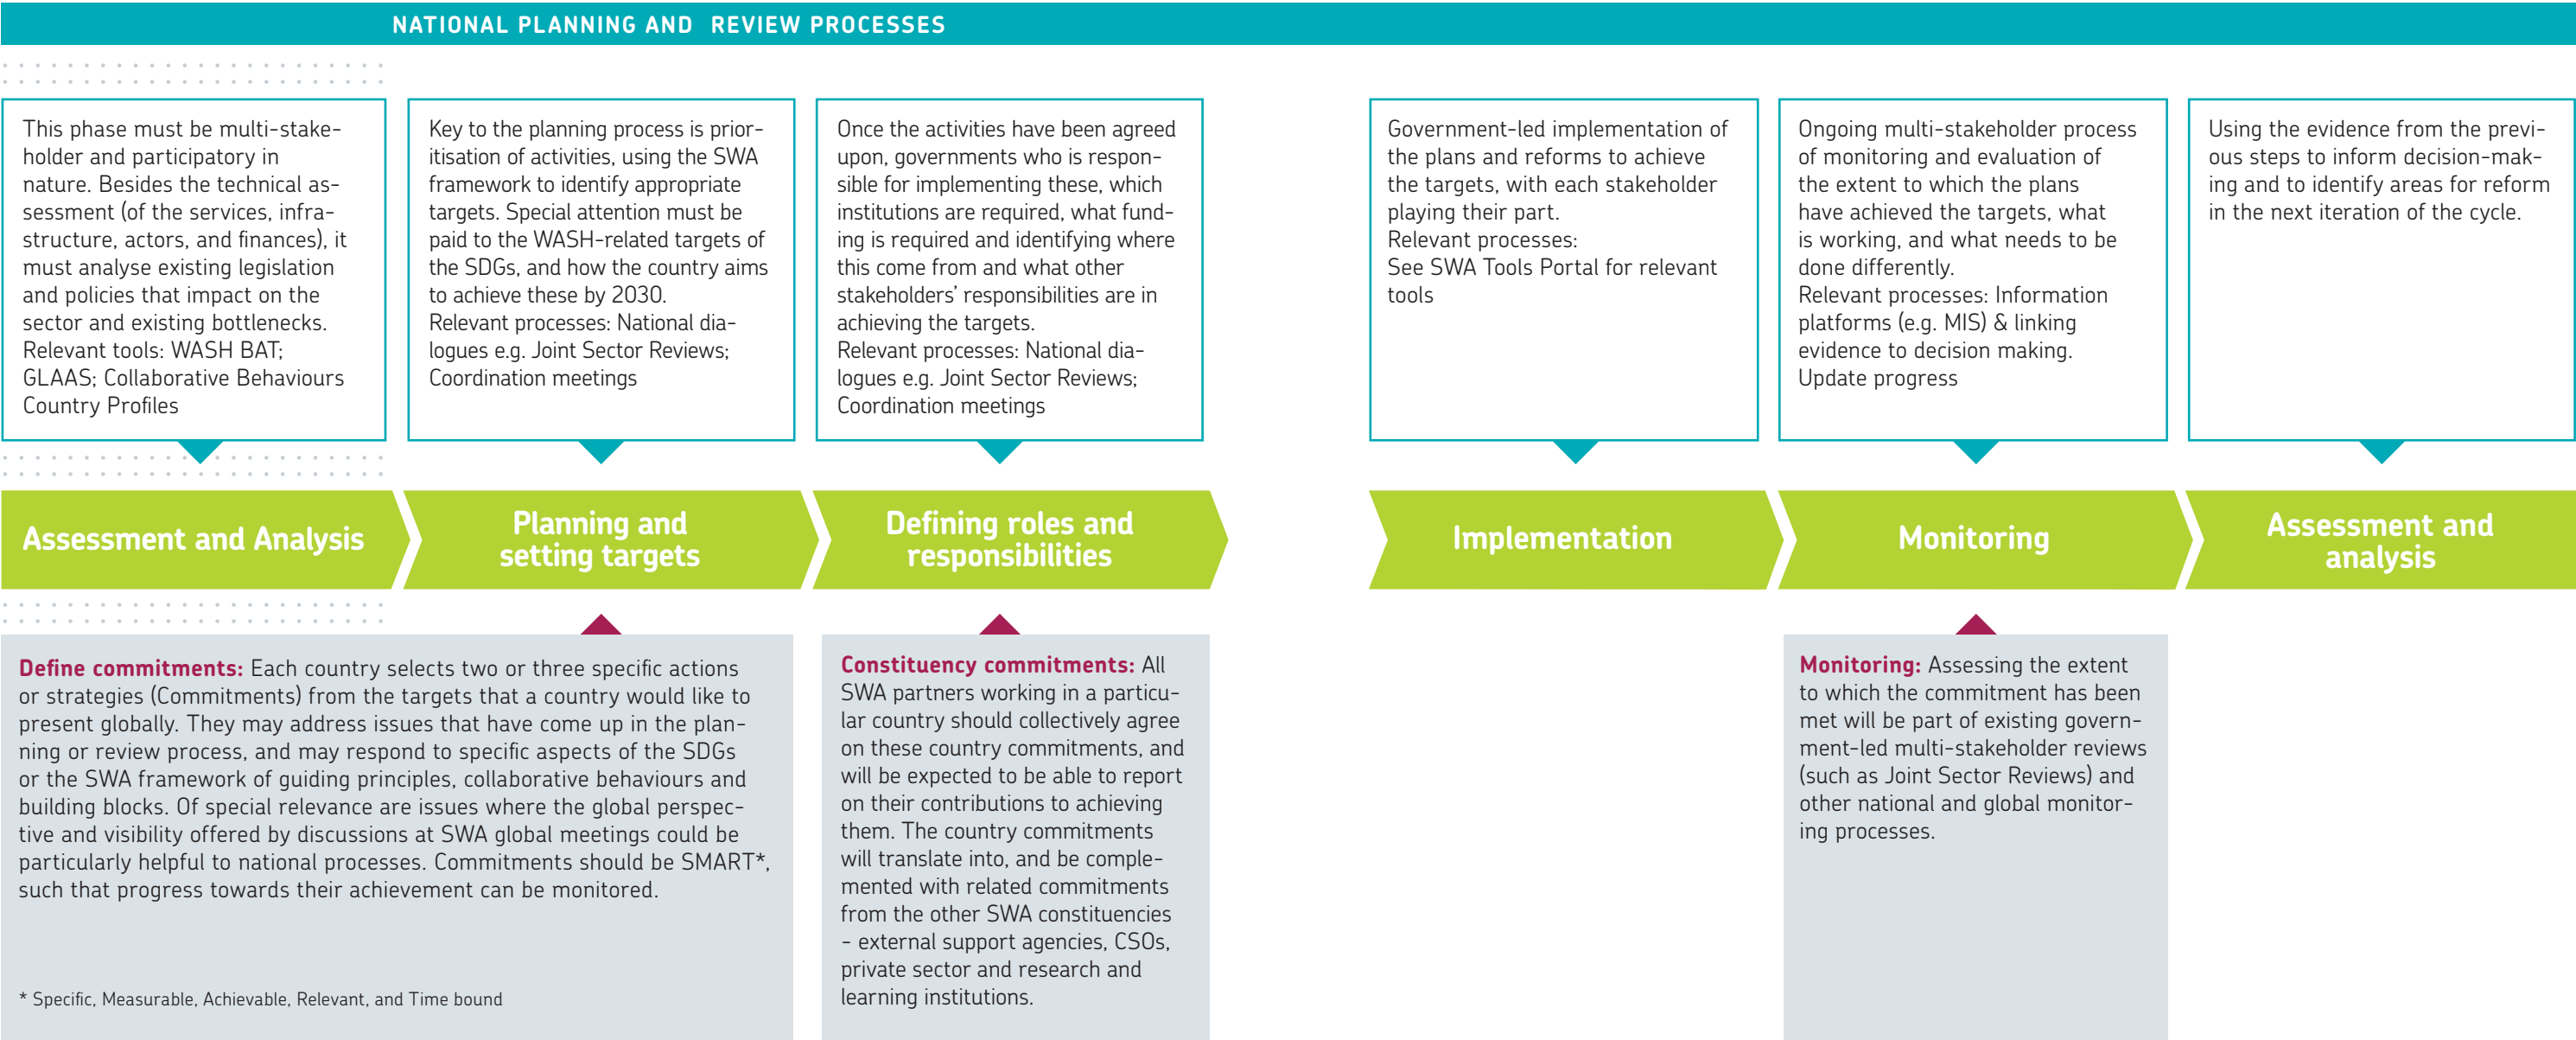 NATIONAL PLANNING AND REVIEW PROCESSES
This phase must be multi-stake-
holder and participatory in
nature. Besides the technical as-
sessment (of the services, infra-
structure, actors, and finances), it
must analyse existing legislation
and policies that impact on the
sector and existing bottlenecks.
Relevant tools: WASH BAT;
GLAAS; Collaborative Behaviours
Country Profiles
Key to the planning process is prior-
itisation of activities, using the SWA
framework to identify appropriate
targets. Special attention must be
paid to the WASH-related targets of
the SDGs, and how the country aims
to achieve these by 2030.
Relevant processes: National dia-
logues e.g. Joint Sector Reviews;
Coordination meetings
Once the activities have been agreed
upon, governments who is respon-
sible for implementing these, which
institutions are required, what fund-
ing is required and identifying where
this come from and what other
stakeholders' responsibilities are in
achieving the targets.
Relevant processes: National dia-
logues e.g. Joint Sector Reviews;
Coordination meetings
Government-led implementation of
the plans and reforms to achieve
the targets, with each stakeholder
playing their part.
Relevant processes:
See SWA Tools Portal for relevant
tools
Ongoing multi-stakeholder process
of monitoring and evaluation of
the extent to which the plans
have achieved the targets, what
is working, and what needs to be
done differently.
Relevant processes: Information
platforms (e.g. MIS) & linking
evidence to decision making.
Update progress
Using the evidence from the previ-
ous steps to inform decision-mak-
ing and to identify areas for reform
in the next iteration of the cycle.
Assessment and Analysis
Planning and
setting targets
Defining roles and
responsibilities
Implementation
Monitoring
Assessment and
analysis
Define commitments: Each country selects two or three specific actions
or strategies (Commitments) from the targets that a country would like to
present globally. They may address issues that have come up in the plan-
ning or review process, and may respond to specific aspects of the SDGs
or the SWA framework of guiding principles, collaborative behaviours and
building blocks. Of special relevance are issues where the global perspec-
tive and visibility offered by discussions at SWA global meetings could be
particularly helpful to national processes. Commitments should be SMART*,
such that progress towards their achievement can be monitored.
* Specific, Measurable, Achievable, Relevant, and Time bound
Constituency commitments: All
SWA partners working in a particu-
lar country should collectively agree
on these country commitments, and
will be expected to be able to report
on their contributions to achieving
them. The country commitments
will translate into, and be comple-
mented with related commitments
from the other SWA constituencies
- external support agencies, CSOs,
private sector and research and
learning institutions.
Monitoring: Assessing the extent
to which the commitment has been
met will be part of existing govern-
ment-led multi-stakeholder reviews
(such as Joint Sector Reviews) and
other national and global monitor-
ing processes.